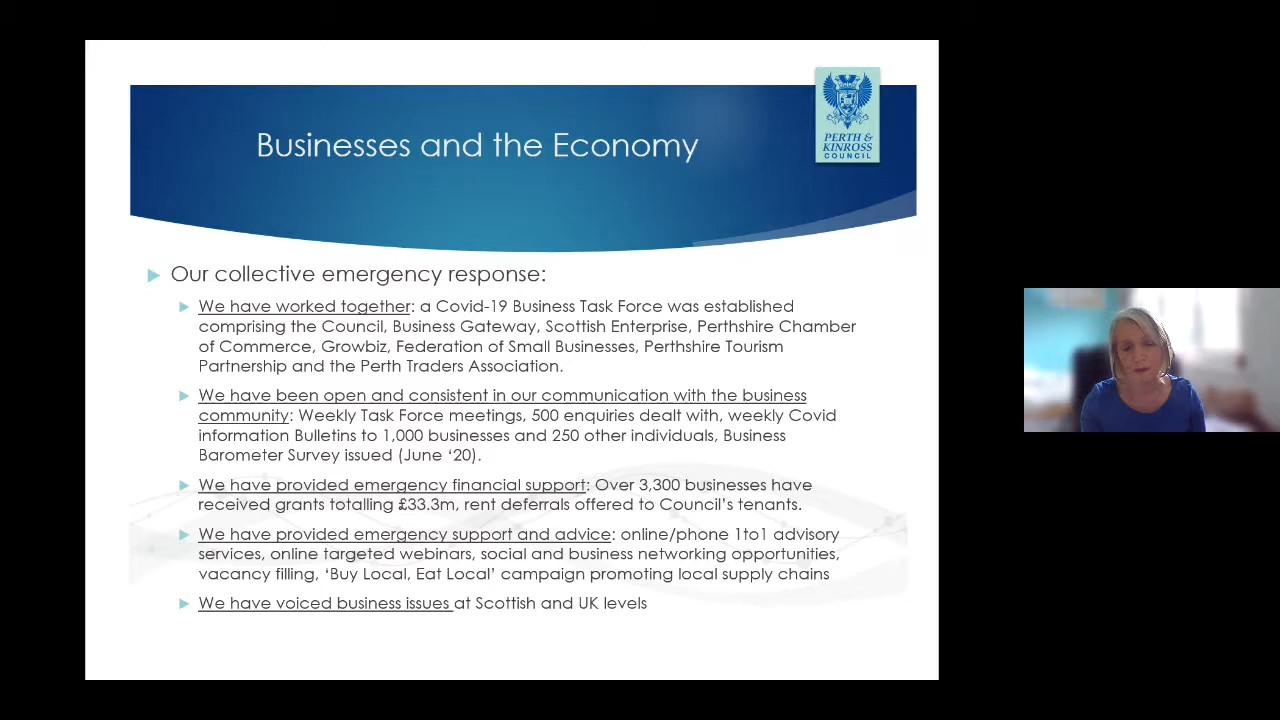 Businesses and the Economy
PERTH &
KINROSS
COUNCIL
Our collective emergency response:
We have worked together: a Covid-19 Business Task Force was established
comprising the Council, Business Gateway, Scottish Enterprise, Perthshire Chamber
of Commerce, Growbiz, Federation of Small Businesses, Perthshire Tourism
Partnership and the Perth Traders Association.
We have been open and consistent in our communication with the business
community: Weekly Task Force meetings, 500 enquiries dealt with, weekly Covid
information Bulletins to 1,000 businesses and 250 other individuals, Business
Barometer Survey issued (June ‘20).
We have provided emergency financial support: Over 3,300 businesses have
received grants totalling £33.3m, rent deferrals offered to Council’s tenants.
We have provided emergency support and advice: online/phone 1to1 advisory
services, online targeted webinars, social and business networking opportunities,
vacancy filling, ‘Buy Local, Eat Local’ campaign promoting local supply chains
We have voiced business issues at Scottish and UK levels